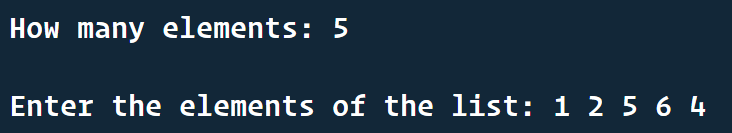 How many elements: 5
Enter the elements of the list: 1 2 5 6 4